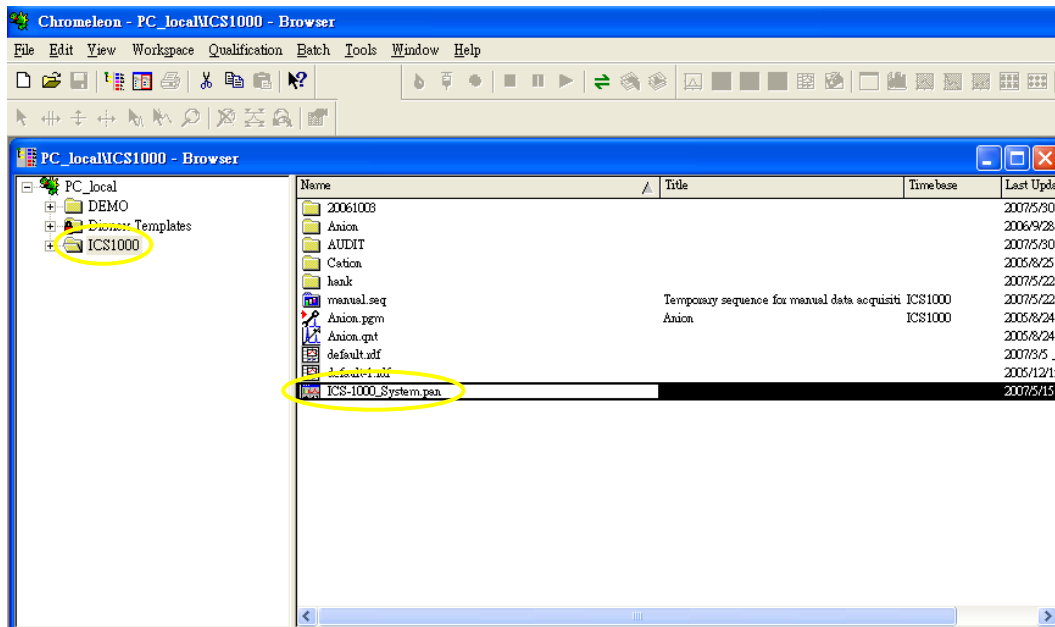 Chromeleon - PC_local\ICS1000 - Browser
File Edit View Workspace Qualification Batch Tools Window Help
PC_local\ICS1000 - Browser
PC_local
DEMO
Dionex Templates
ICS1000
Name Title Timebase Last Upda
20061003 2007/5/30
Anion 2006/9/28
AUDIT 2007/5/30
Cation 2005/8/25
hank 2007/5/22
manual.seq Temporary sequence for manual data acquisiti ICS1000 2007/5/22
Anion.pgm Anion ICS1000 2005/8/24
Anion.qnt 2005/8/24
default.rdf 2007/3/5
default-1.rdf 2005/12/1
ICS-1000_System.pan 2007/5/15